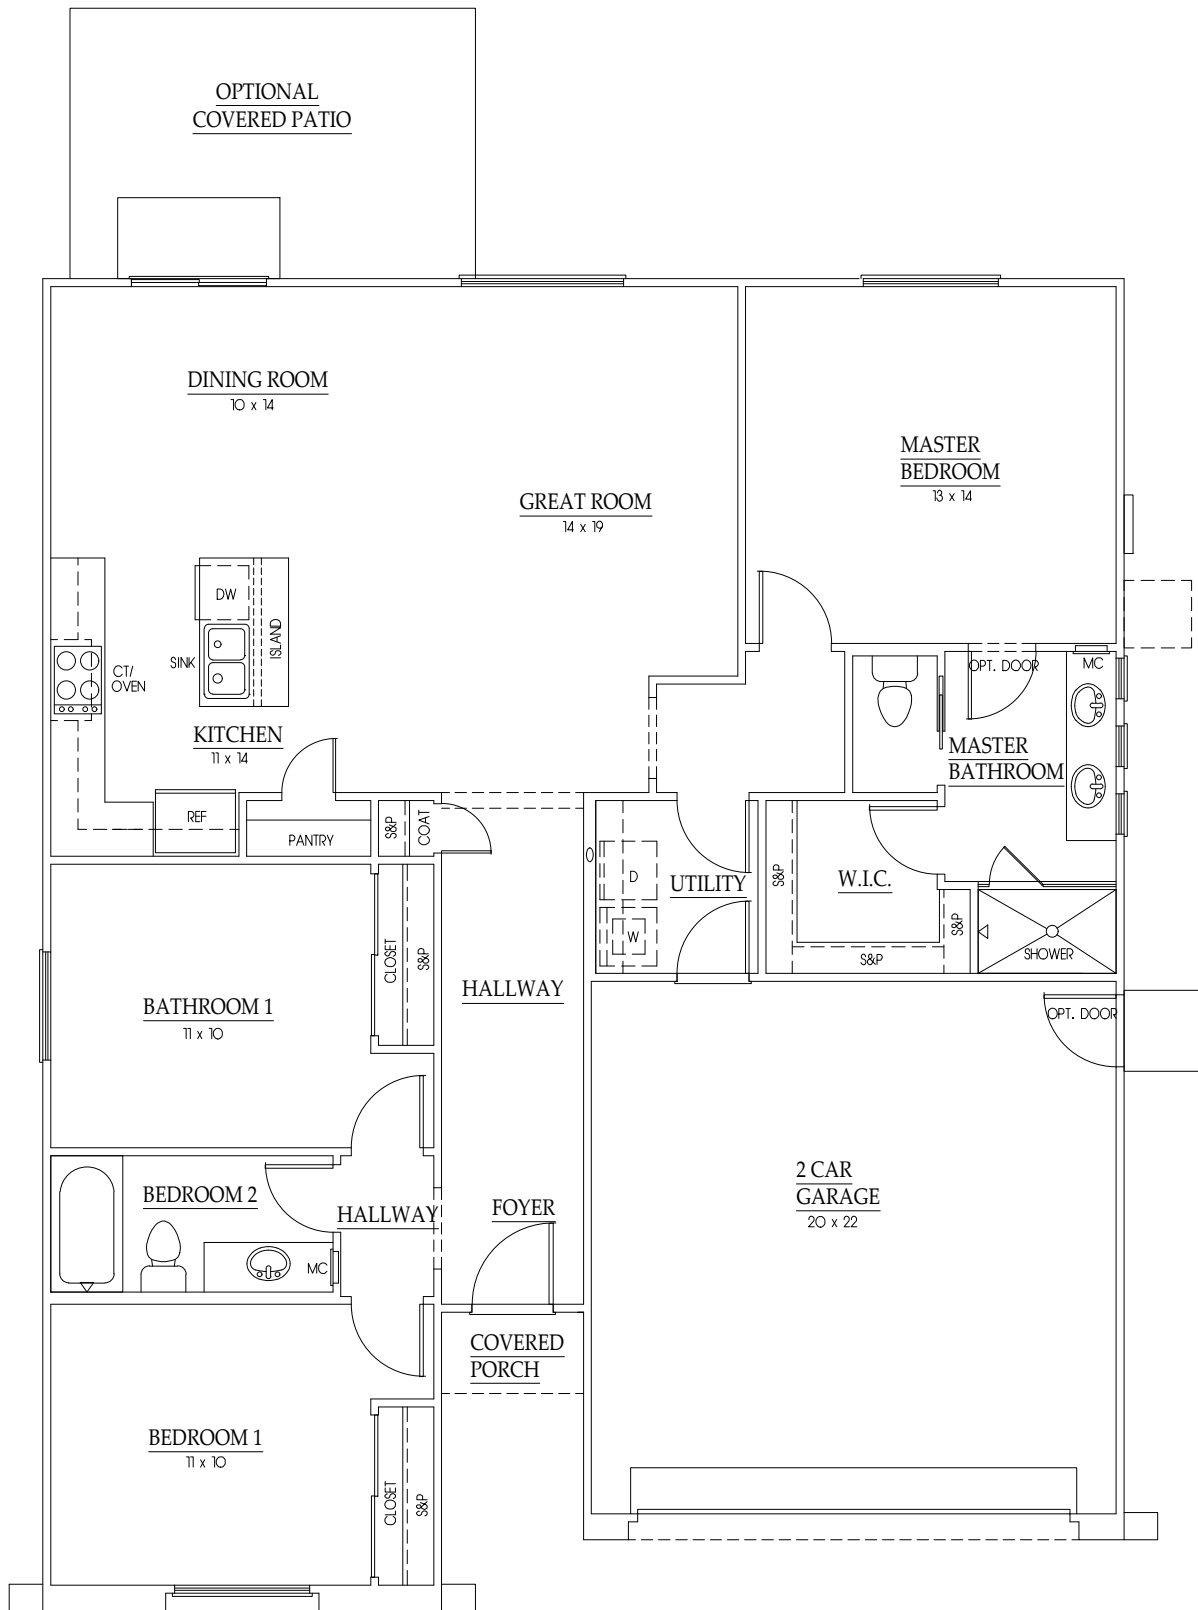 OPTIONAL
COVERED PATIO
DINING ROOM
10 x 14
MASTER
BEDROOM
13 x 14
GREAT ROOM
14 x 19
DW
ISLAND
SINK
CT/
OVEN
KITCHEN
11 x 14
REF
PANTRY
S&P
COAT
OPT. DOOR
MC
MASTER
BATHROOM
D
W
UTILITY
S&P
W.I.C.
S&P
S&P
SHOWER
CLOSET
S&P
HALLWAY
BATHROOM 1
11 x 10
OPT. DOOR
2 CAR
GARAGE
20 x 22
BEDROOM 2
HALLWAY
FOYER
MC
COVERED
PORCH
BEDROOM 1
11 x 10
CLOSET
S&P